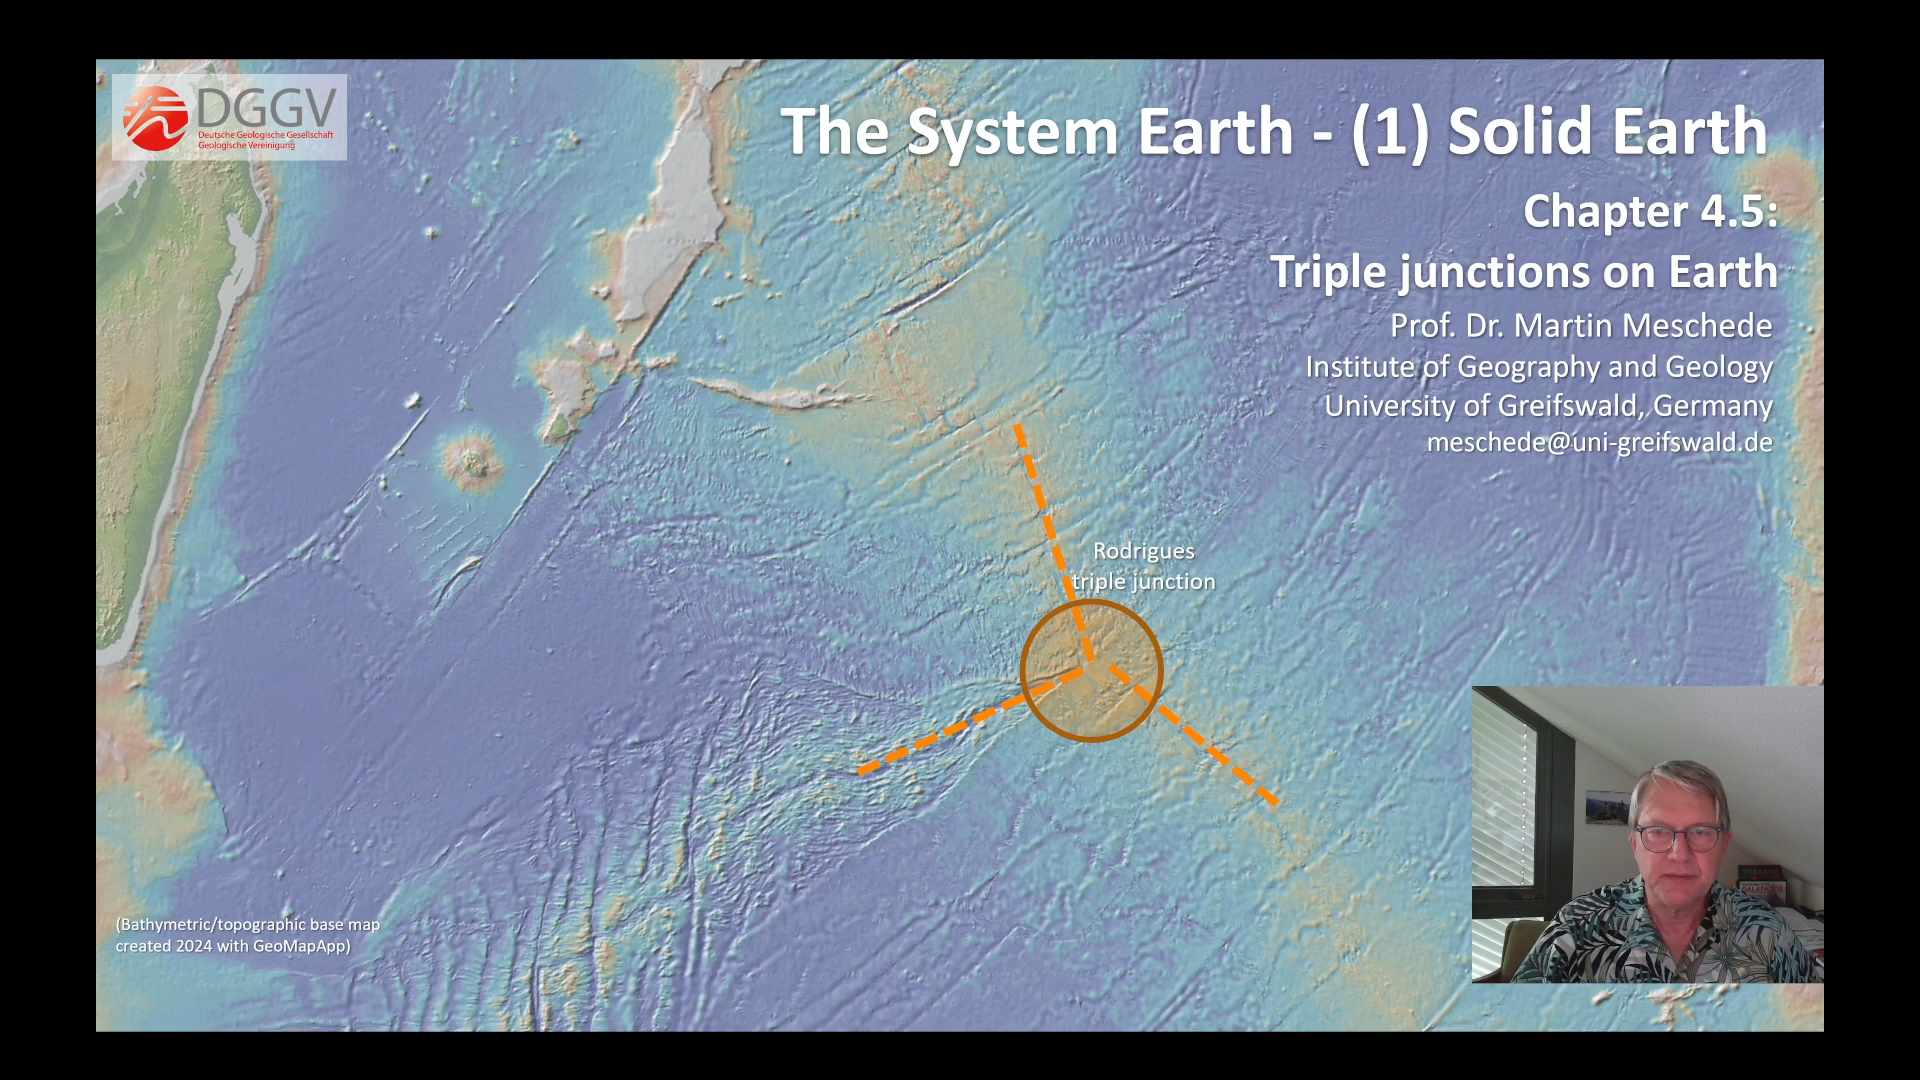 DGGV
Deutsche Geologische Gesellschaft
Geologische Vereinigung
The System Earth - (1) Solid Earth
Chapter 4.5:
Triple junctions on Earth
Prof. Dr. Martin Meschede
Institute of Geography and Geology
University of Greifswald, Germany
meschede@uni-greifswald.de
Rodrigues
triple junction
(Bathymetric/topographic base map
created 2024 with GeoMapApp)